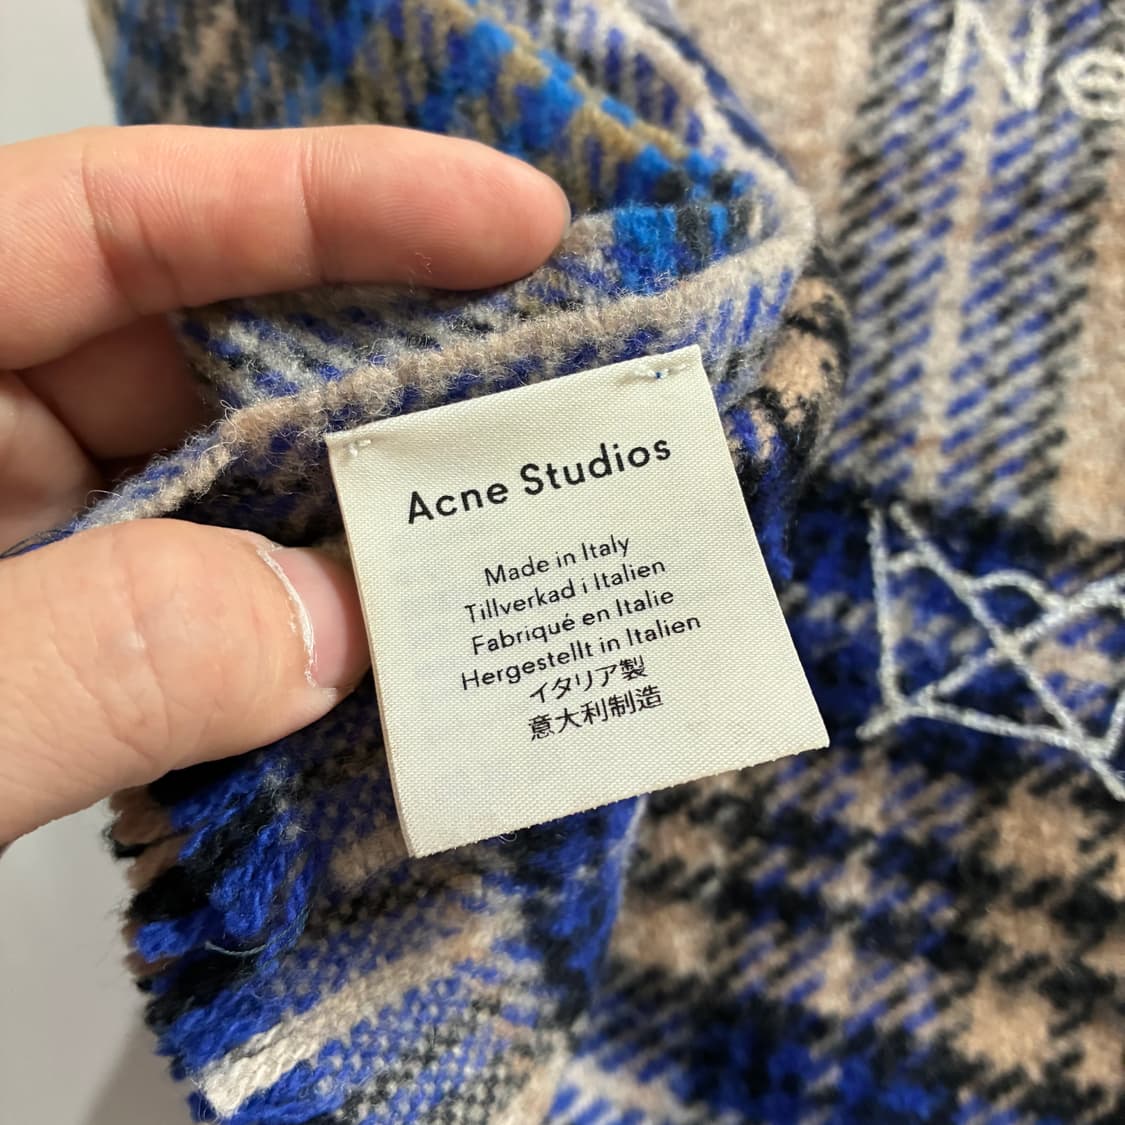 Ne
Acne Studios
Made in Italy
Tillverkad i Italien
Fabriqué en Italie
Hergestellt in Italien
イタリア製
意大利制造